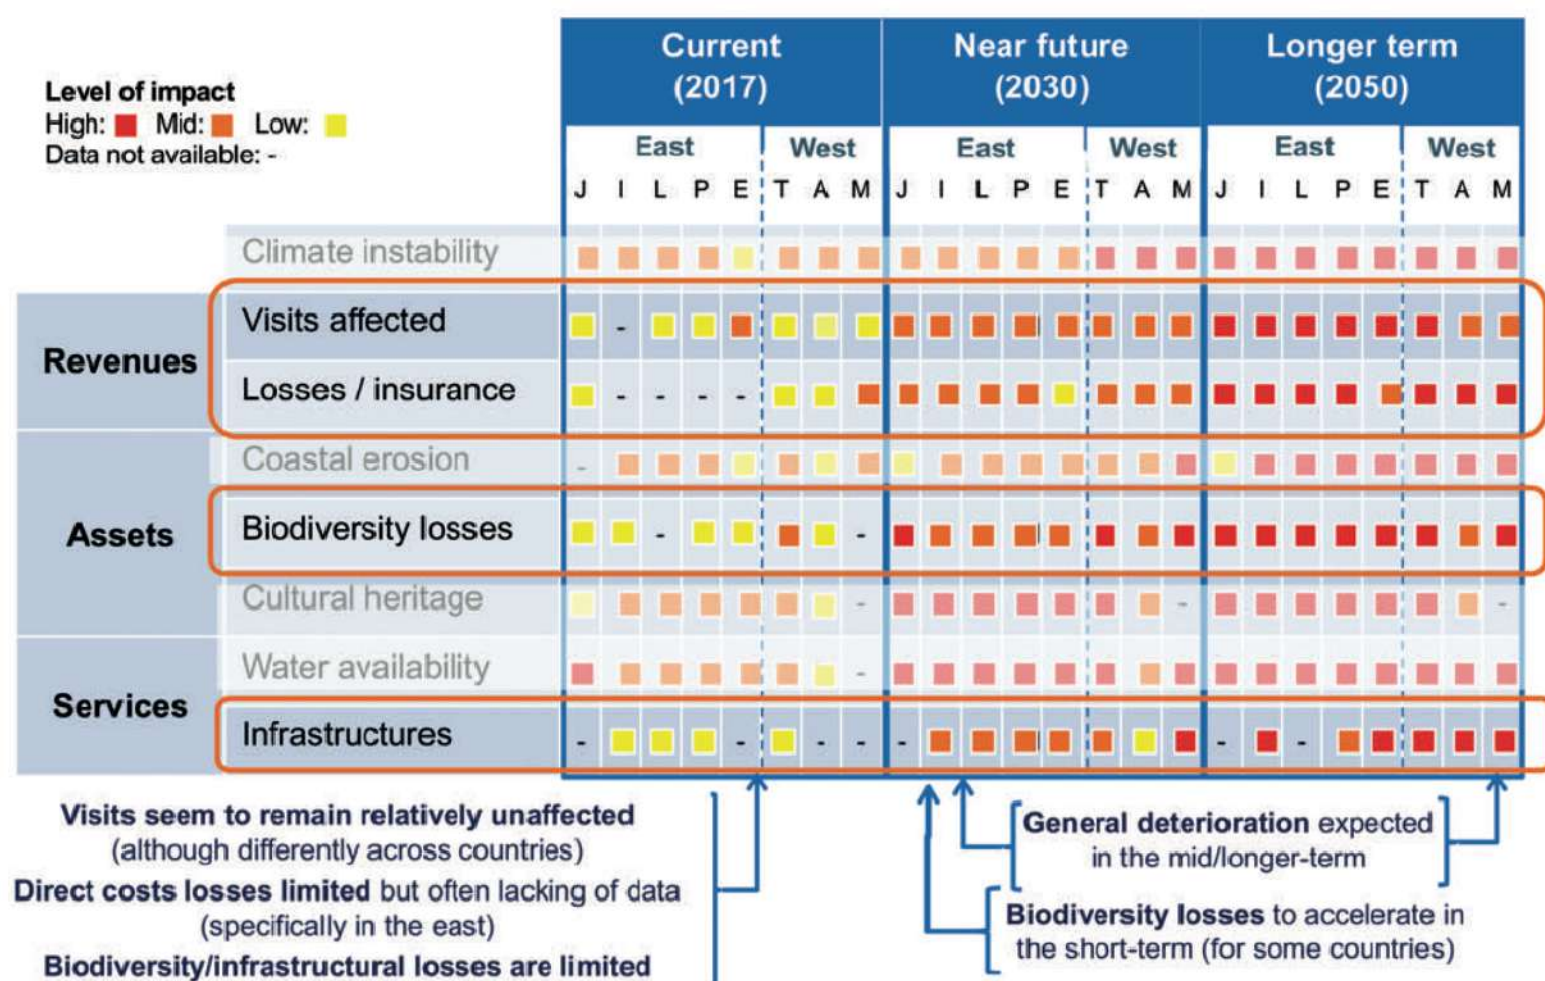 Current
(2017)
Near future
(2030)
Longer term
(2050)
Level of impact
High: Mid: Low:
Data not available: -
East West East West East West
J I L P E T A M J I L P E T A M J I L P E T A M
Climate instability
Revenues
Visits affected
-
Losses / insurance
- - - -
Assets
Coastal erosion
-
Biodiversity losses
- -
Cultural heritage
- - -
Services
Water availability
-
Infrastructures
- - - - - - -
Visits seem to remain relatively unaffected
(although differently across countries)
Direct costs losses limited but often lacking of data
(specifically in the east)
Biodiversity/infrastructural losses are limited
General deterioration expected
in the mid/longer-term
Biodiversity losses to accelerate in
the short-term (for some countries)